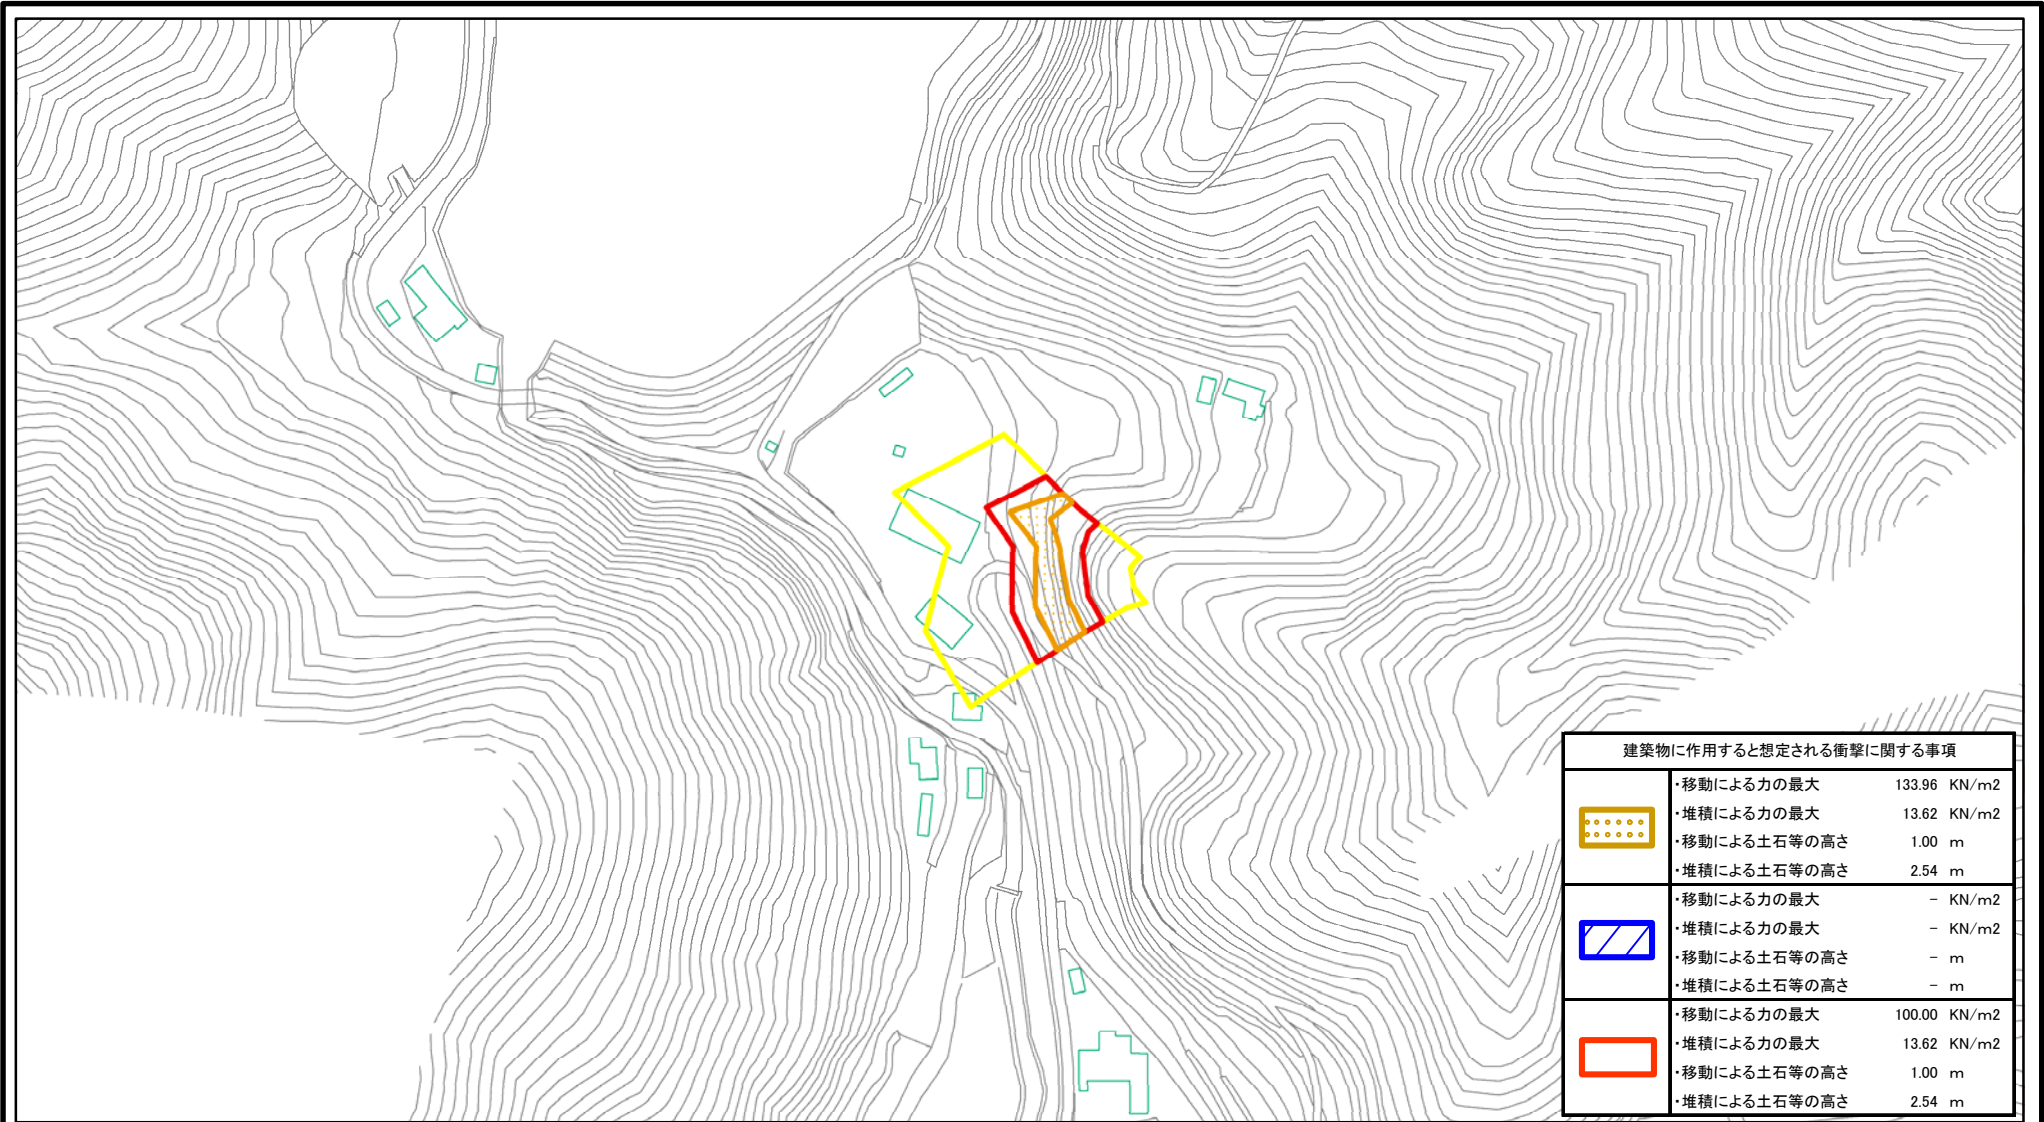 建築物に作用すると想定される衝撃に関する事項
・移動による力の最大 133.96 KN/m2
・堆積による力の最大 13.62 KN/m2
・移動による土石等の高さ 1.00 m
・堆積による土石等の高さ 2.54 m
・移動による力の最大 - KN/m2
・堆積による力の最大 - KN/m2
・移動による土石等の高さ - m
・堆積による土石等の高さ - m
・移動による力の最大 100.00 KN/m2
・堆積による力の最大 13.62 KN/m2
・移動による土石等の高さ 1.00 m
・堆積による土石等の高さ 2.54 m